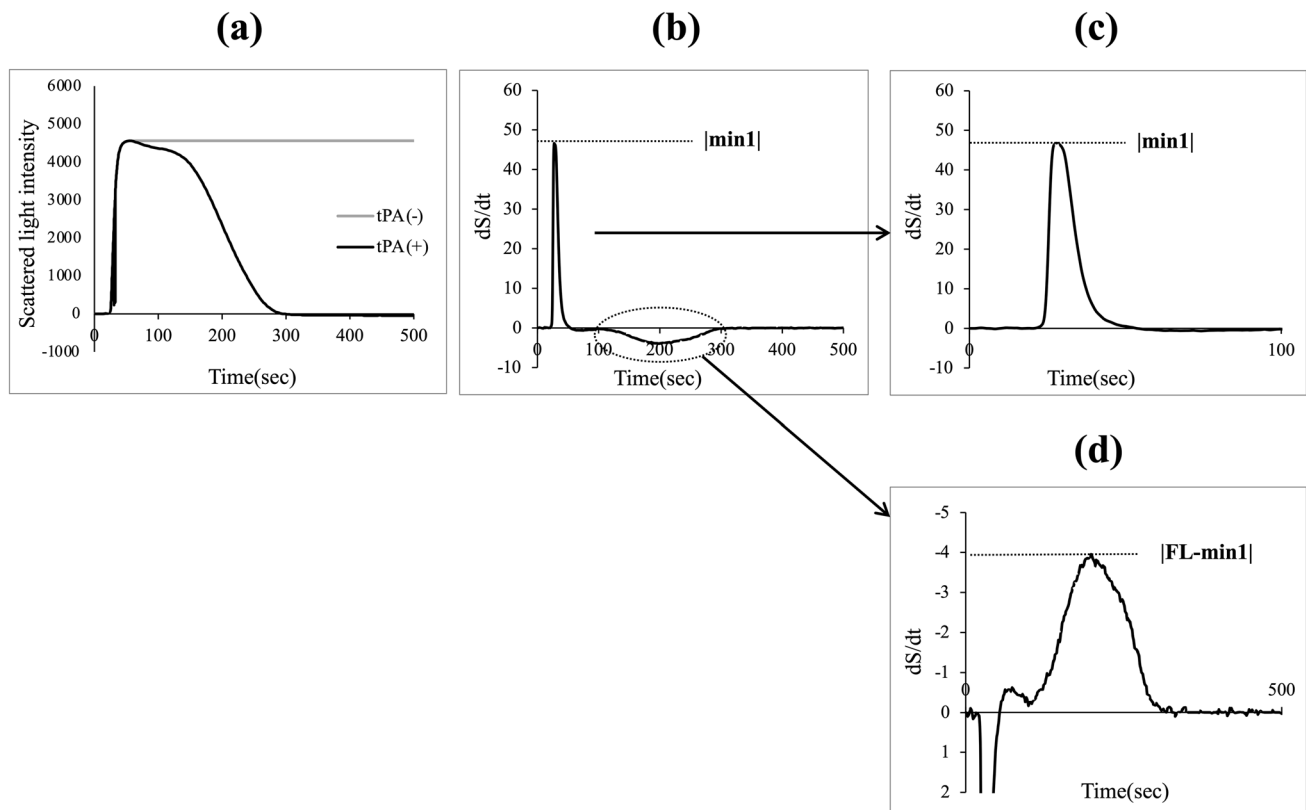 (a)
6000
5000
4000
3000
2000
1000
0
-1000
Scattered light intensity
0 100 200 300 400 500
Time(sec)
tPA(-)
tPA(+)
(b)
60
50
40
30
20
10
0
-10
dS/dt
0 100 200 300 400 500
Time(sec)
|min1|
(c)
60
50
40
30
20
10
0
-10
dS/dt
0 100
Time(sec)
|min1|
(d)
-5
-4
-3
-2
-1
0
1
2
dS/dt
0 500
Time(sec)
|FL-min1|